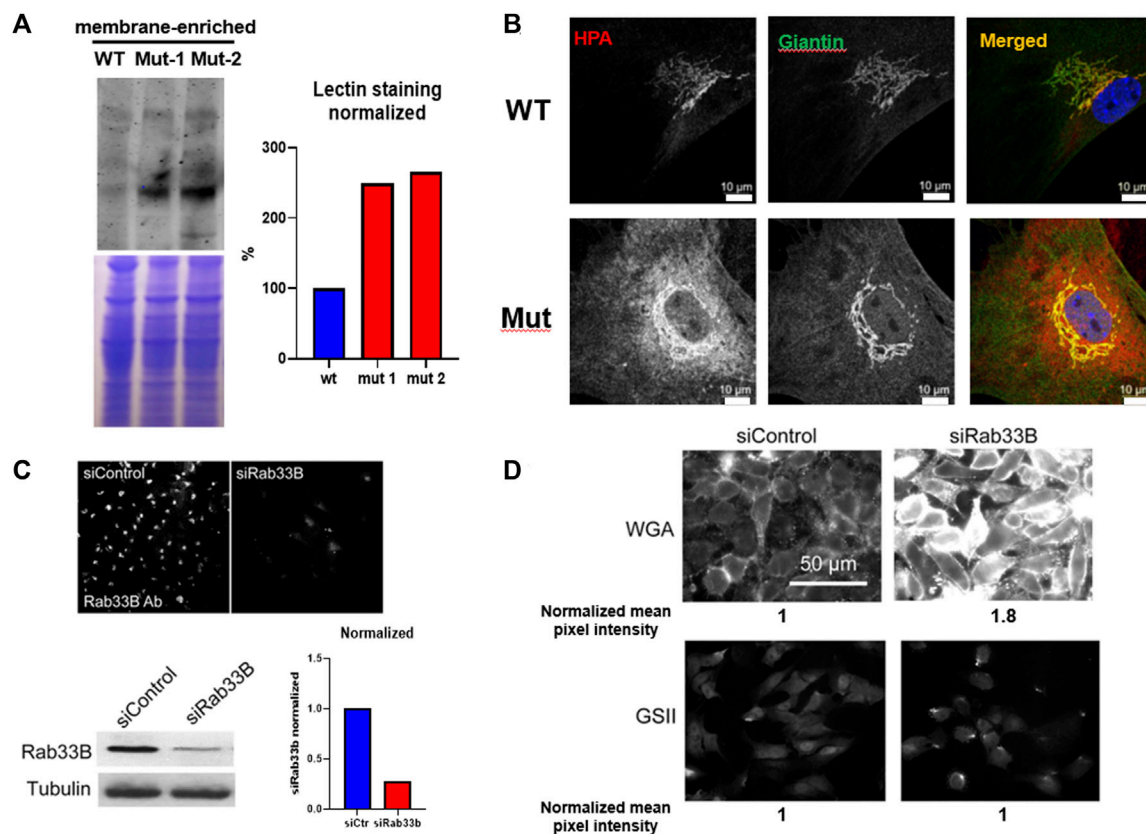 A
membrane-enriched
WT Mut-1 Mut-2
Lectin staining
normalized
300
200
100
0
%
wt mut 1 mut 2
B
HPA Giantin Merged
WT
10 µm 10 µm 10 µm
Mut
10 µm 10 µm 10 µm
C
siControl siRab33B
Rab33B Ab
siControl siRab33B
Rab33B
Tubulin
Normalized
siRab33b normalized
1.5
1.0
0.5
0.0
siCtr siRab33b
D
siControl siRab33B
WGA
50 µm
Normalized mean
pixel intensity
1 1.8
GSII
Normalized mean
pixel intensity
1 1